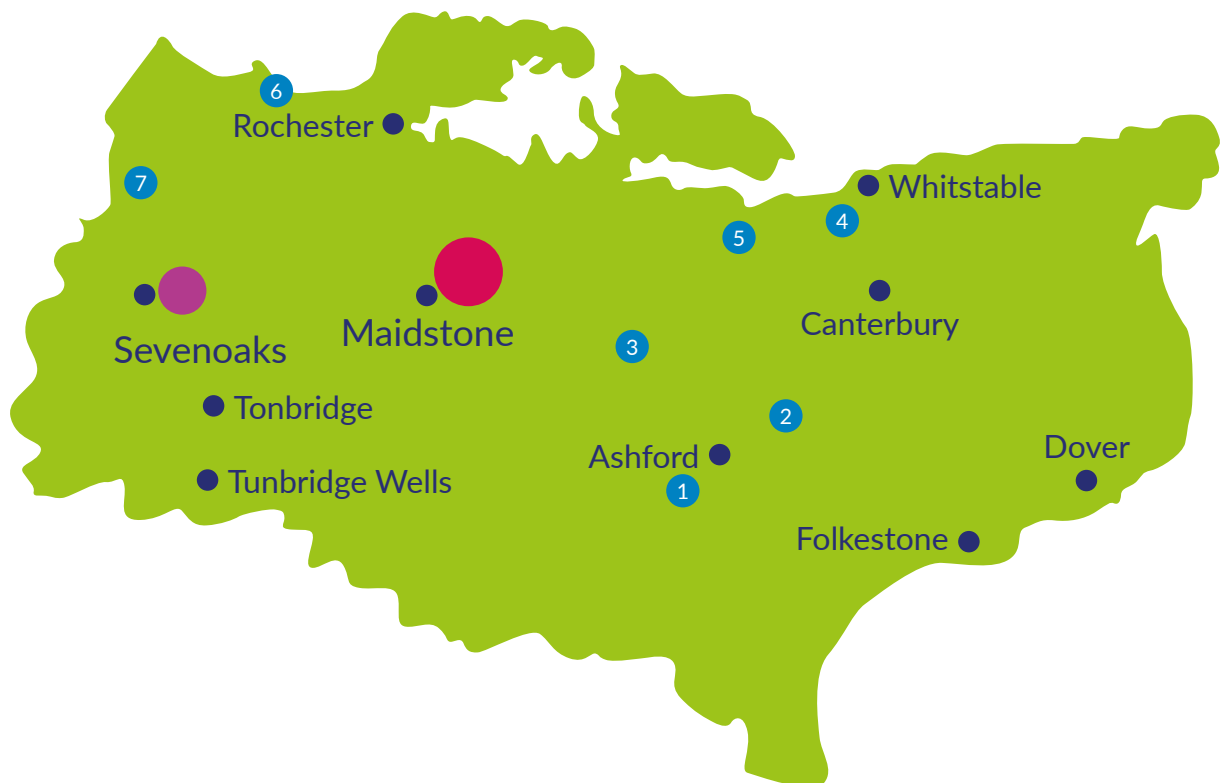 6
Rochester
7
Whitstable
4
5
Sevenoaks
Maidstone
Canterbury
3
Tonbridge
2
Ashford
Dover
Tunbridge Wells
1
Folkestone